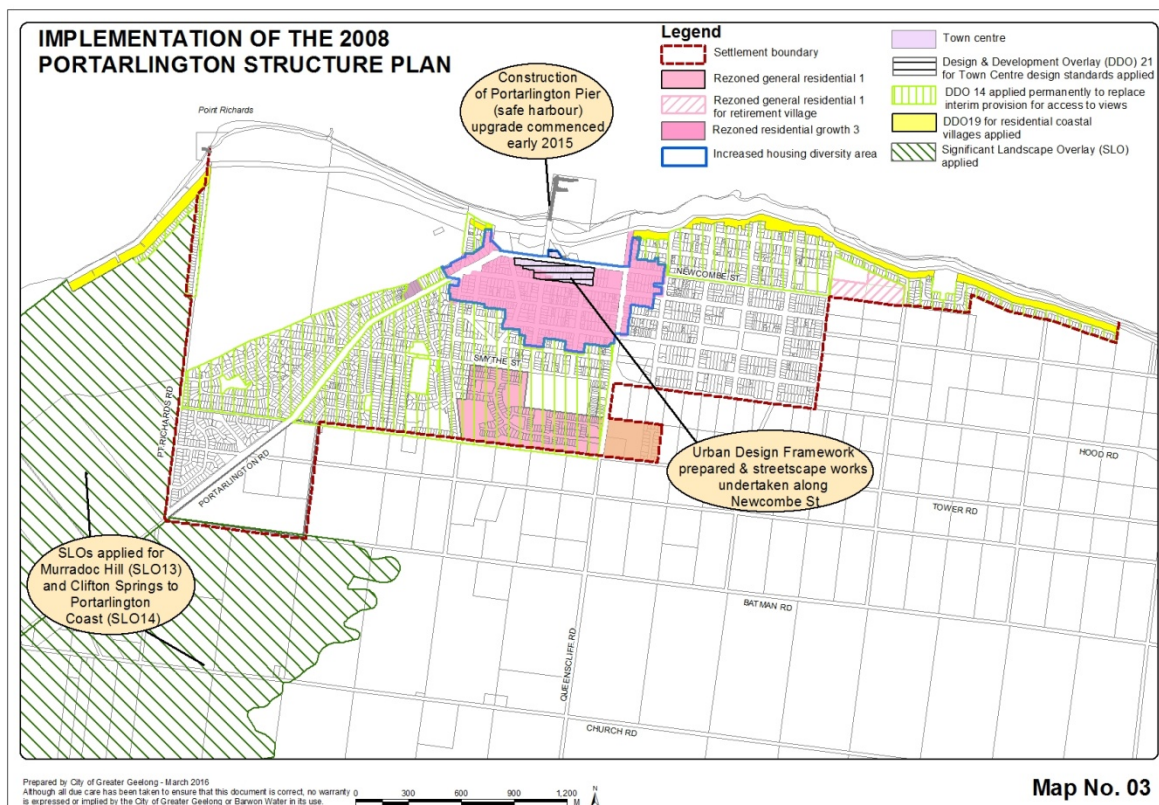 IMPLEMENTATION OF THE 2008
PORTARLINGTON STRUCTURE PLAN
Legend
Settlement boundary
Rezoned general residential 1
Rezoned general residential 1
for retirement village
Rezoned residential growth 3
Increased housing diversity area
Town centre
Design & Development Overlay (DDO) 21
for Town Centre design standards applied
DDO 14 applied permanently to replace
interim provision for access to views
DDO19 for residential coastal
villages applied
Significant Landscape Overlay (SLO)
applied
Construction
of Portarlington Pier
(safe harbour)
upgrade commenced
early 2015
Point Richards
NEWCOMBE ST
SMYTHE ST
PT RICHARDS RD
PORTARLINGTON RD
Urban Design Framework
prepared & streetscape works
undertaken along
Newcombe St
HOOD RD
TOWER RD
SLOs applied for
Murradoc Hill (SLO13)
and Clifton Springs to
Portarlington
Coast (SLO14)
BATMAN RD
QUEENSCLIFF RD
CHURCH RD
Prepared by City of Greater Geelong - March 2016
Although all due care has been taken to ensure that this document is correct, no warranty
is expressed or implied by the City of Greater Geelong or Barwon Water in its use.
0 300 600 900 1,200
M
N
Map No. 03